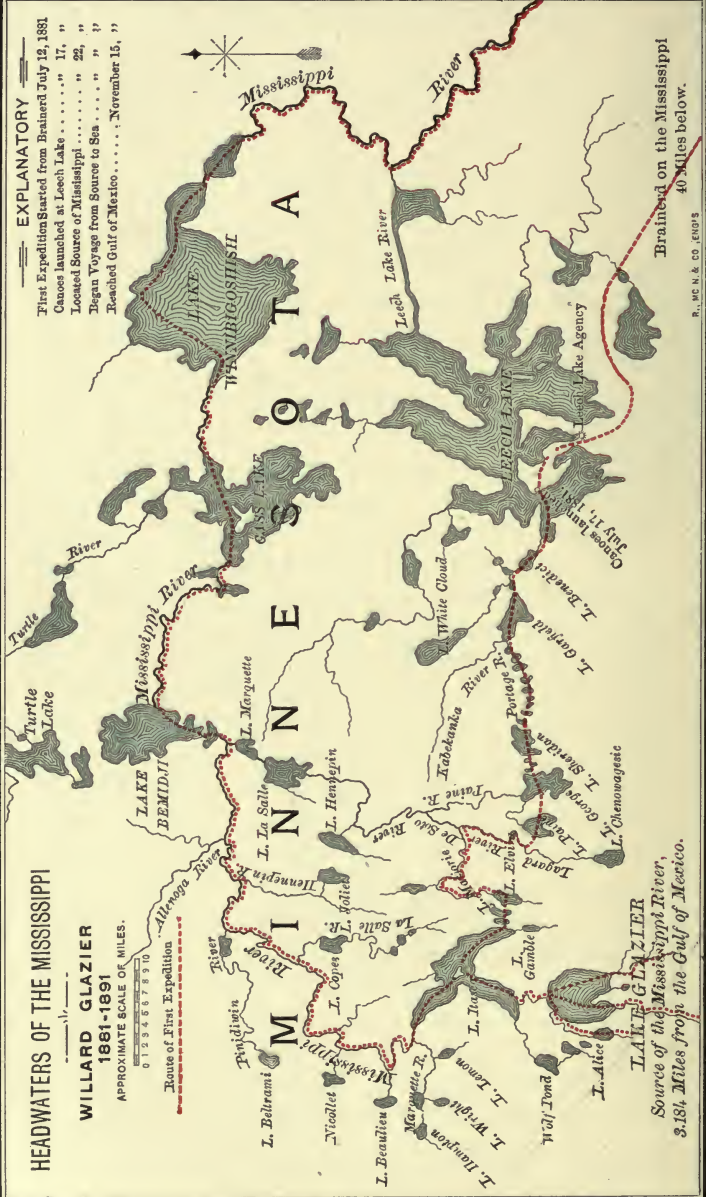 HEADWATERS OF THE MISSISSIPPI
WILLARD GLAZIER
1881-1891
APPROXIMATE SCALE OF MILES.
0 1 2 3 4 5 6 7 8 9 10
Route of First Expedition
EXPLANATORY
First Expedition Started from Brainerd July 12, 1881
Canoes launched at Leech Lake ....... " 17, "
Located Source of Mississippi ....... " 22, "
Began Voyage from Source to Sea ..... " " "
Reached Gulf of Mexico ....... November 15, "
MINNESOTA
Turtle
Lake
Turtle
River
LAKE
BEMIDJI
Mississippi River
LAKE
WINNIBIGOSHISH
Mississippi
River
CASS LAKE
Allenoga River
Pinidiwin
River
L. Marquette
L. La Salle
L. Hennepin
Hennepin R.
L. Joliet
La Salle
R.
L. Copes
L. Beltrami
Mississippi
River
Nicollet
L. Beaulieu
Marquette R.
L. Lemon
L. Wright
L. Hampton
De Soto River
Paine R.
Kabekanka
River
L. White Cloud
Leech Lake River
LEECH LAKE
Leech Lake Agency
Canoes launched
July 17, 1881
L. Benedict
L. Garfield
Portage R.
L. Sheridan
L. George
L. Paine
L. Chenowagesic
Lagard
River
L. Elvira
L. Marie
L. Itasca
L.
Gamble
Wolf Pond
L. Alice
LAKE GLAZIER
Source of the Mississippi River,
3.184 Miles from the Gulf of Mexico.
Brainerd on the Mississippi
40 Miles below.
R., MC N. & CO., ENG'S